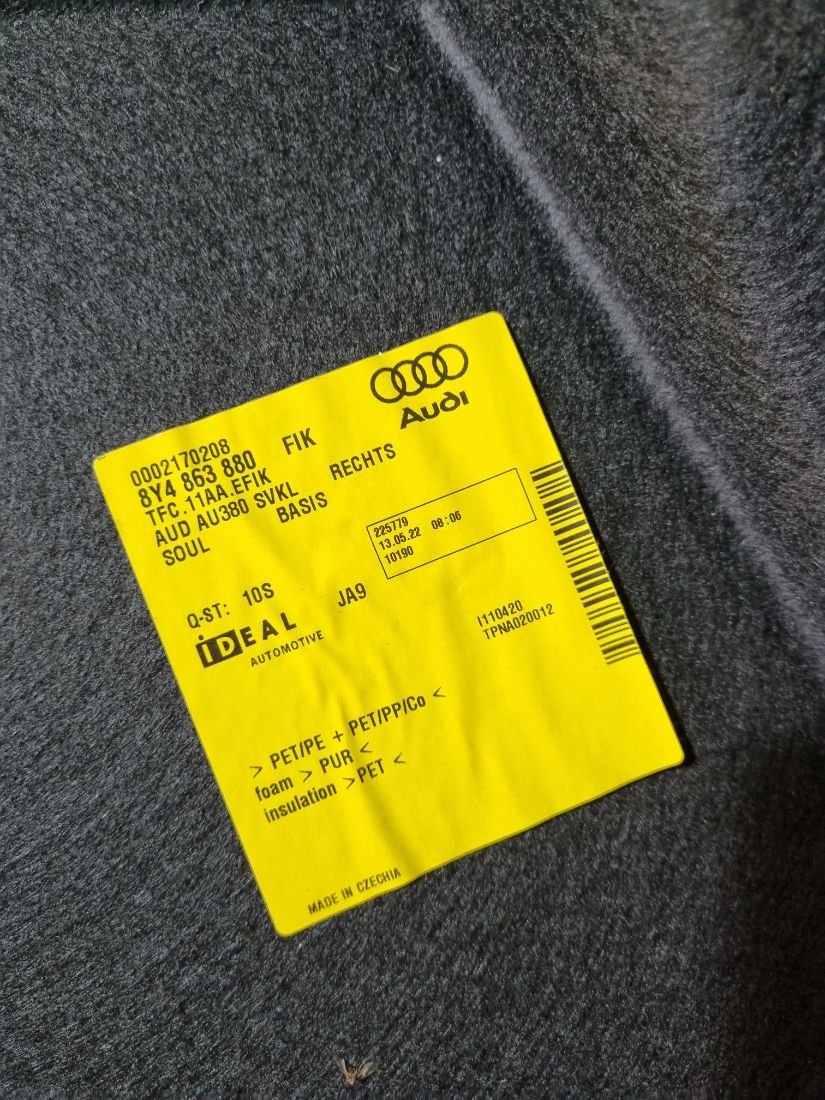 Audi
0002170208
8Y4 863 880 FIK
TFC.11AA.EFIK
AUD AU380 SVKL RECHTS
SOUL BASIS
225779
13.05.22 08:06
10190
Q-ST: 10S JA9
iDEAL
AUTOMOTIVE
I110420
TPNA020012
> PET/PE + PET/PP/Co <
foam > PUR <
insulation >PET <
MADE IN CZECHIA